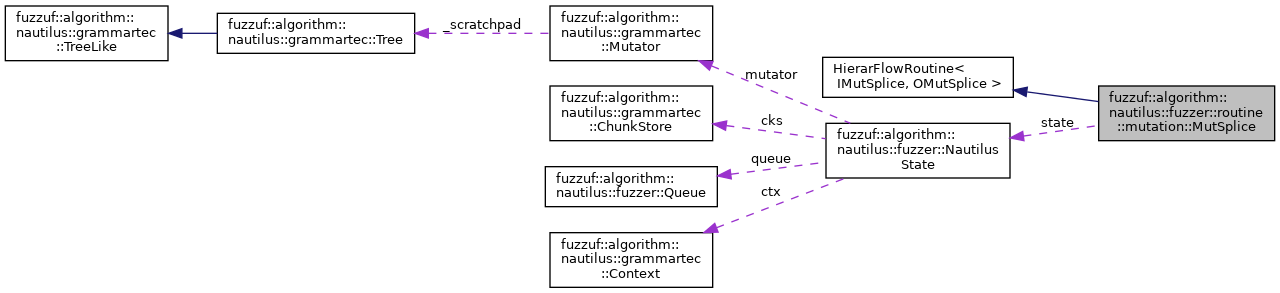 fuzzuf::algorithm::
nautilus::grammartec
::TreeLike
fuzzuf::algorithm::
nautilus::grammartec::Tree
_scratchpad
fuzzuf::algorithm::
nautilus::grammartec
::Mutator
mutator
HierarFlowRoutine<
IMutSplice, OMutSplice >
fuzzuf::algorithm::
nautilus::fuzzer::routine
::mutation::MutSplice
fuzzuf::algorithm::
nautilus::grammartec
::ChunkStore
cks
fuzzuf::algorithm::
nautilus::fuzzer::Nautilus
State
state
queue
fuzzuf::algorithm::
nautilus::fuzzer::Queue
ctx
fuzzuf::algorithm::
nautilus::grammartec
::Context